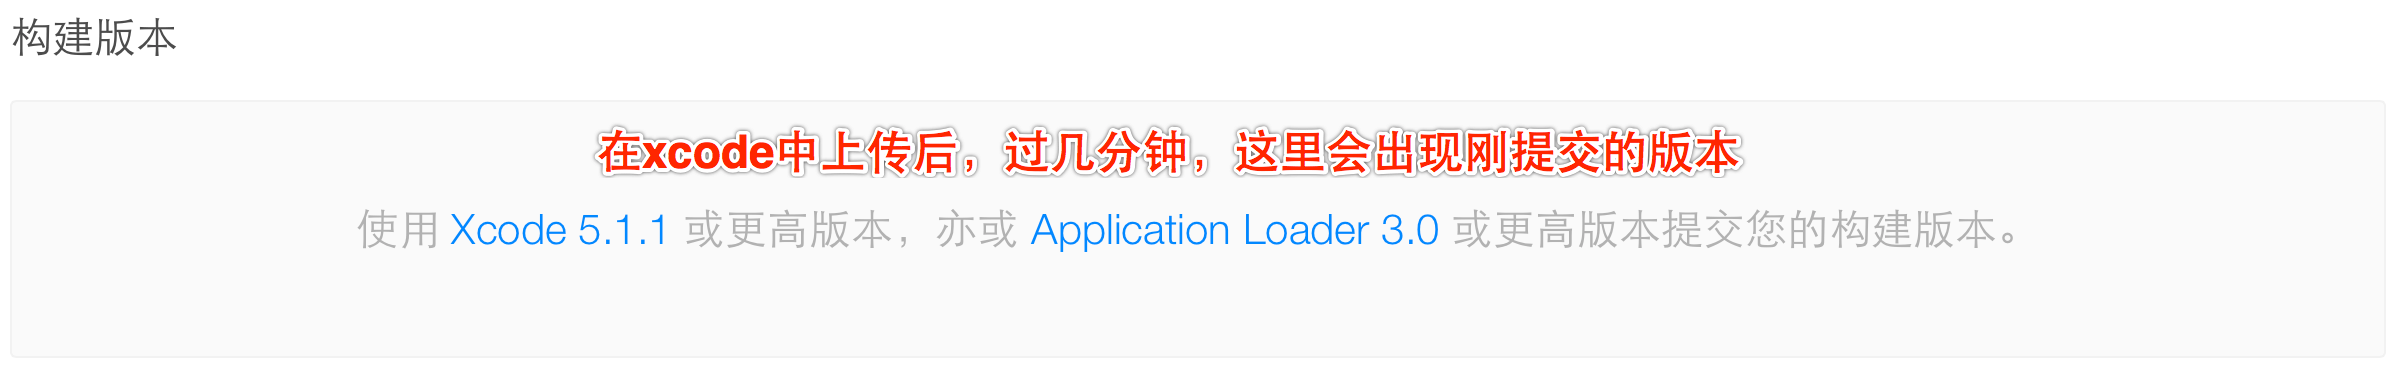 构建版本
在xcode中上传后，过几分钟，这里会出现刚提交的版本
使用 Xcode 5.1.1 或更高版本，亦或 Application Loader 3.0 或更高版本提交您的构建版本。